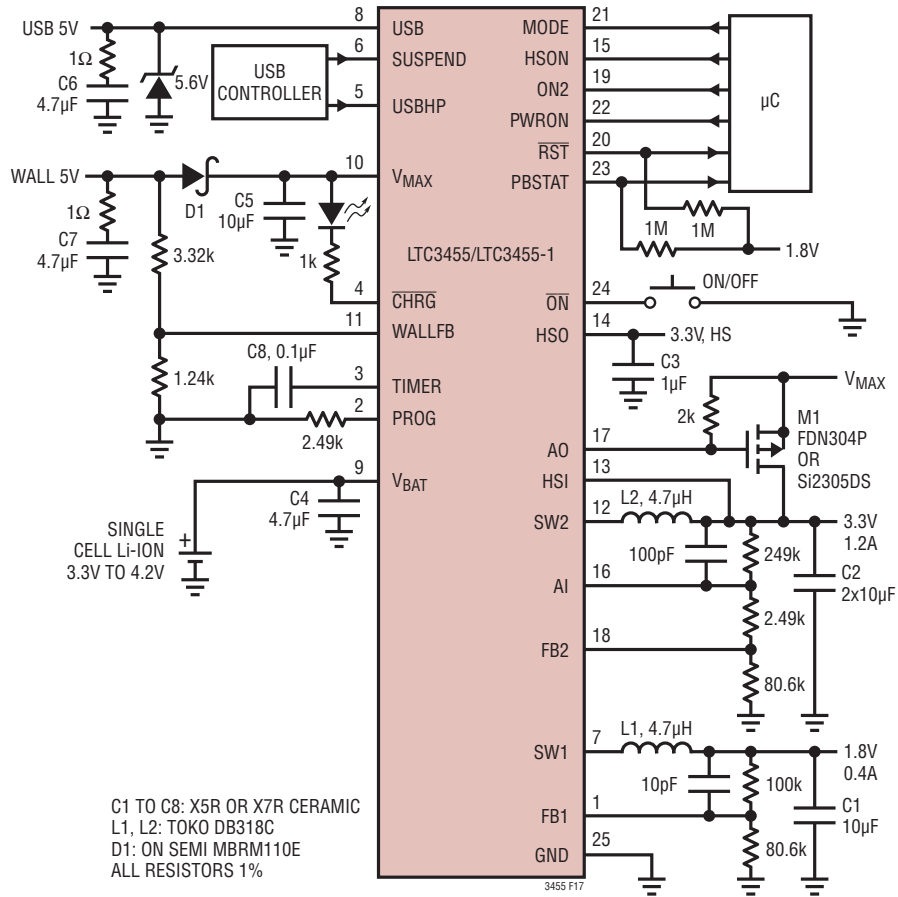 USB 5V
1Ω
C6
4.7µF
5.6V
USB
CONTROLLER
8
6
5
USB
SUSPEND
USBHP
WALL 5V
1Ω
C7
4.7µF
D1
3.32k
1.24k
C5
10µF
1k
10
VMAX
4
CHRG
11
WALLFB
C8, 0.1µF
3
TIMER
2
PROG
2.49k
9
VBAT
C4
4.7µF
SINGLE
CELL Li-ION
3.3V TO 4.2V
+
LTC3455/LTC3455-1
MODE
21
HSON
15
ON2
19
PWRON
22
RST
20
PBSTAT
23
µC
1M
1M
1.8V
ON
24
ON/OFF
HSO
14
3.3V, HS
C3
1µF
VMAX
2k
M1
FDN304P
OR
Si2305DS
AO
17
HSI
13
SW2
12
L2, 4.7µH
3.3V
1.2A
100pF
249k
C2
2x10µF
AI
16
2.49k
FB2
18
80.6k
SW1
7
L1, 4.7µH
1.8V
0.4A
10pF
100k
C1
10µF
FB1
1
80.6k
GND
25
C1 TO C8: X5R OR X7R CERAMIC
L1, L2: TOKO DB318C
D1: ON SEMI MBRM110E
ALL RESISTORS 1%
3455 F17